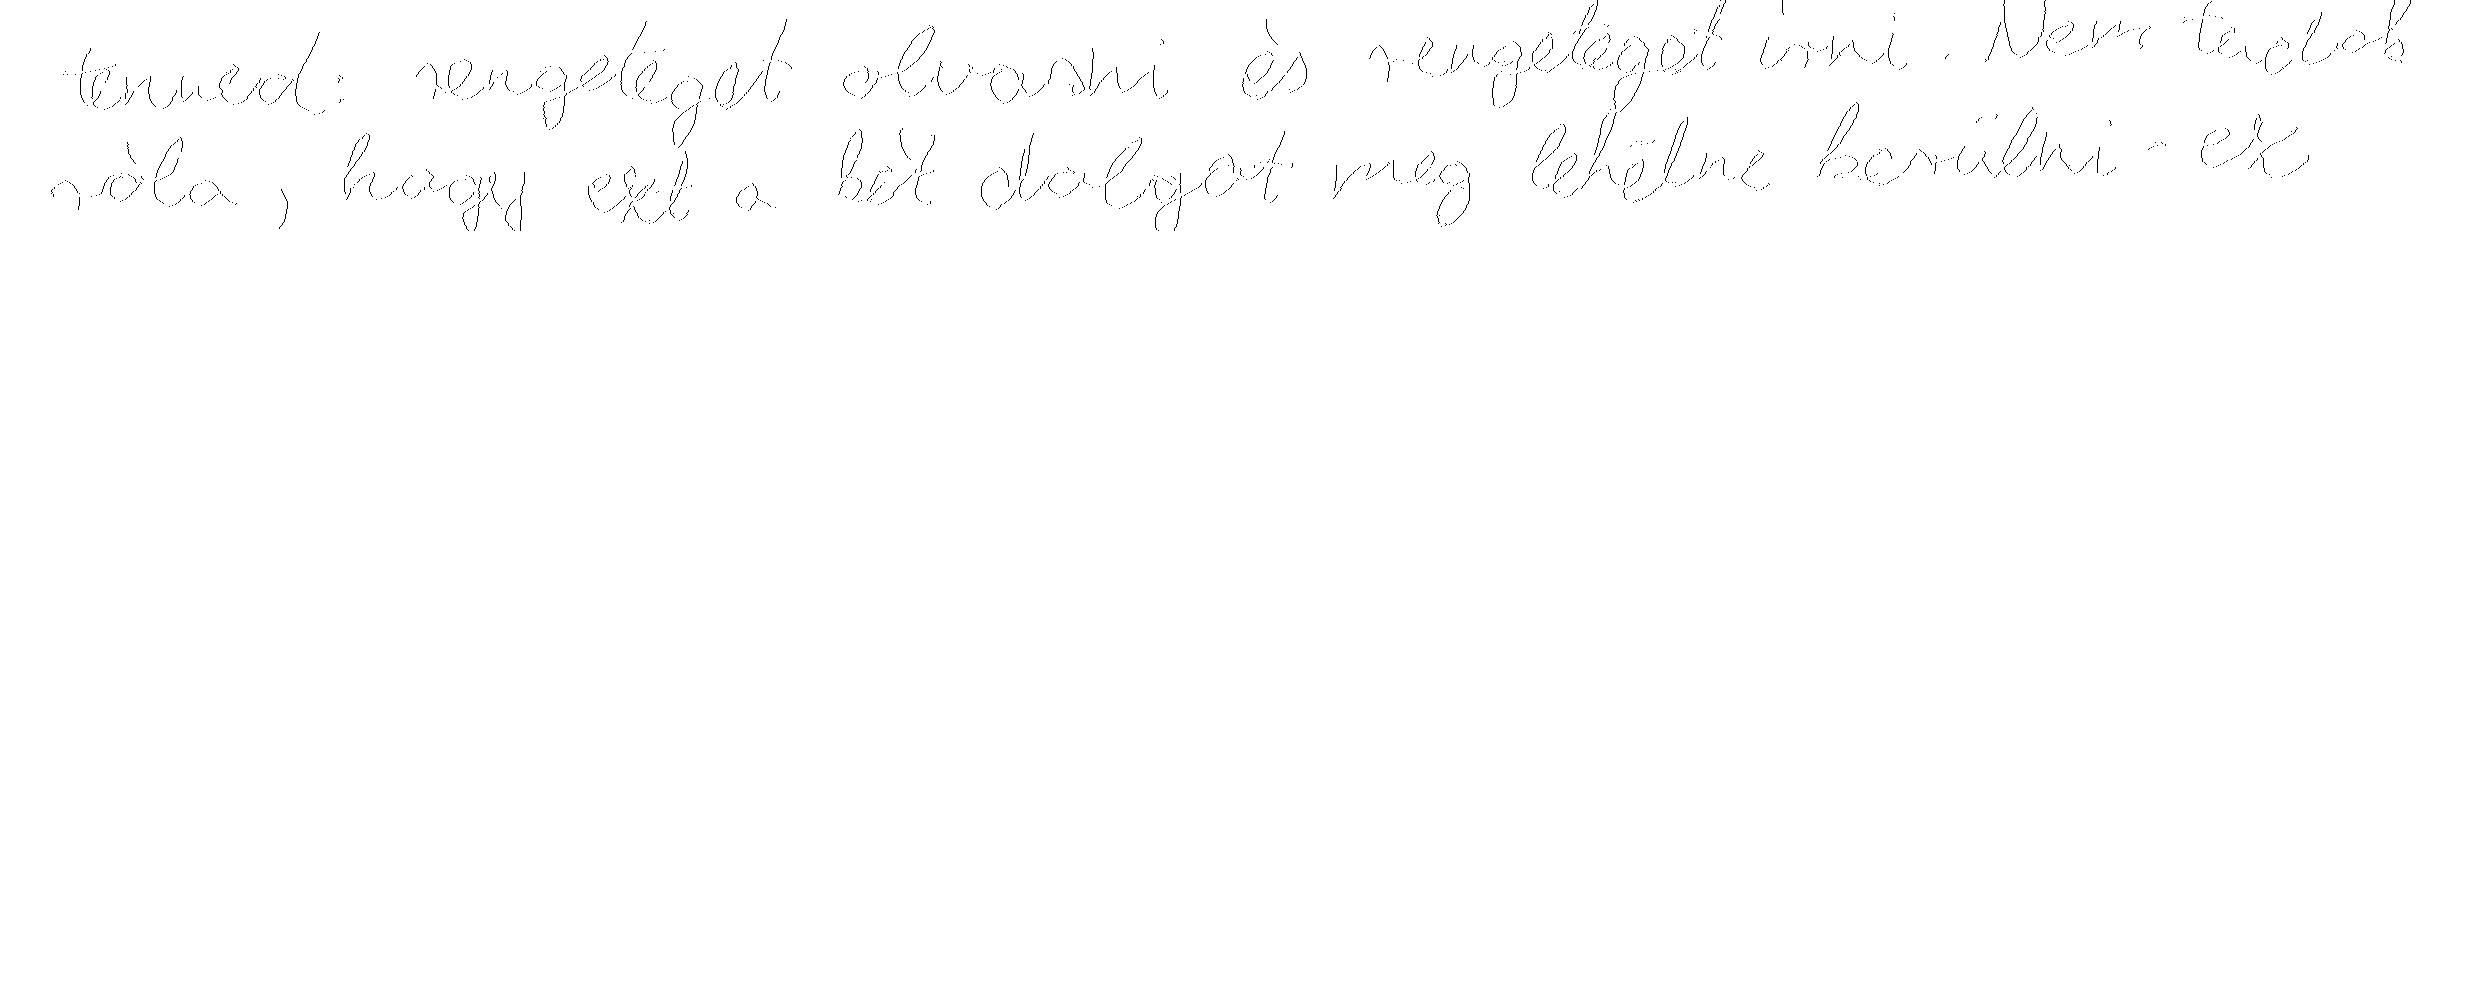 tenned: rengeteget olvasni és rengeteget írni. Nem tudok
róla, hogy ezt a két dolgot meg lehetne kerülni - ez